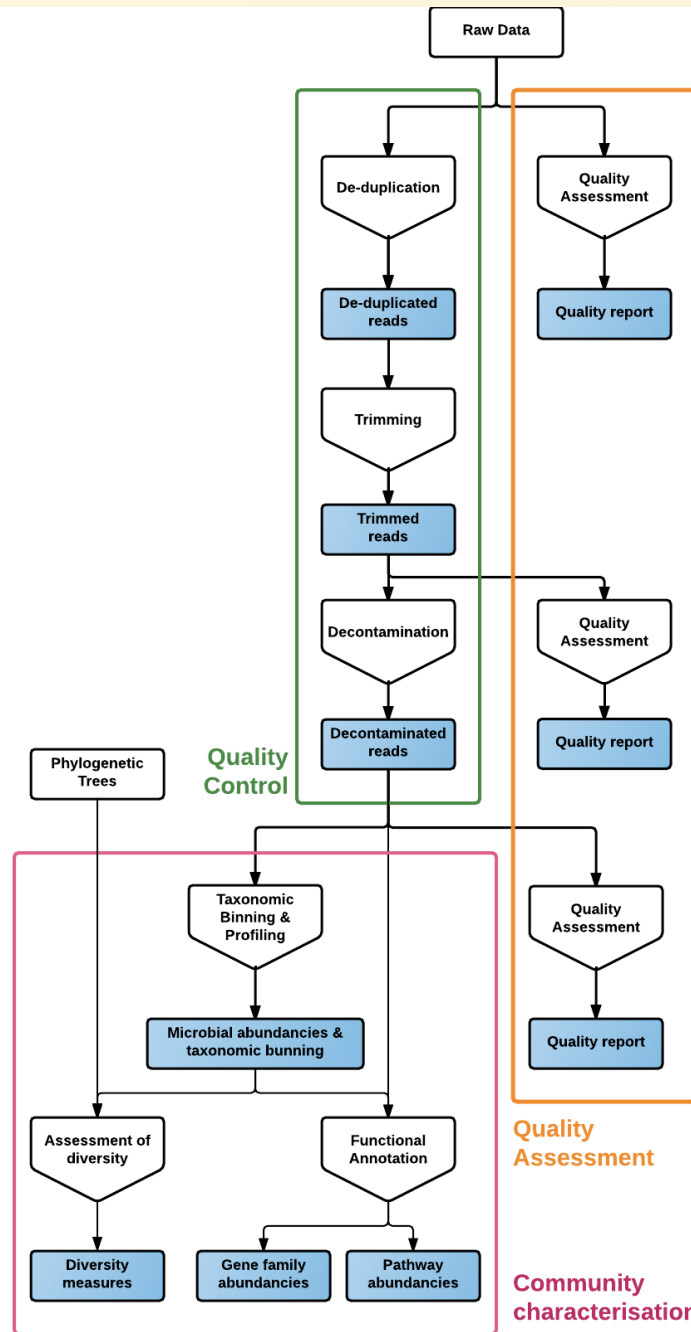 Raw Data
De-duplication
Quality
Assessment
De-duplicated
reads
Quality report
Trimming
Trimmed
reads
Decontamination
Quality
Assessment
Decontaminated
reads
Quality report
Quality
Control
Phylogenetic
Trees
Taxonomic
Binning &
Profiling
Quality
Assessment
Microbial abundancies &
taxonomic bunning
Quality report
Assessment of
diversity
Functional
Annotation
Quality
Assessment
Diversity
measures
Gene family
abundancies
Pathway
abundancies
Community
characterisation